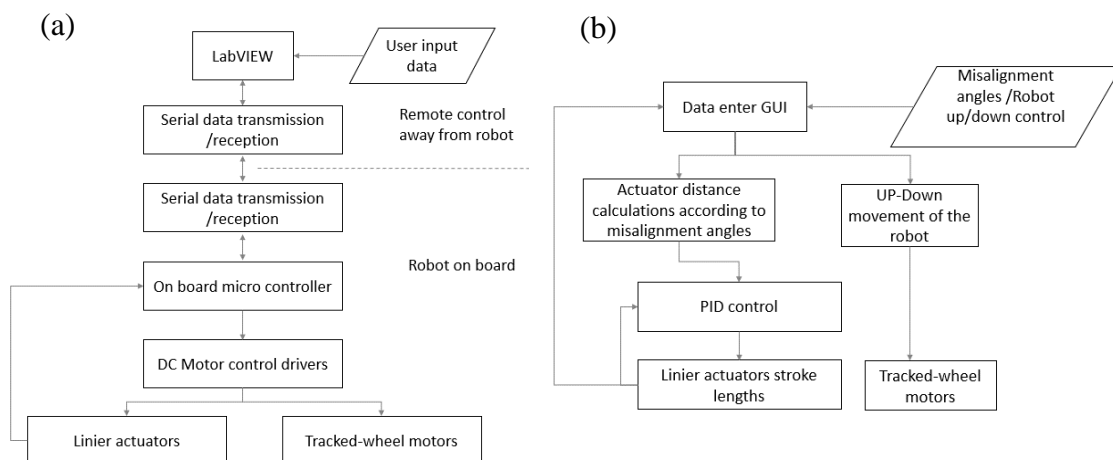 (a)
LabVIEW
User input
data
Serial data transmission
/reception
Remote control
away from robot
Serial data transmission
/reception
Robot on board
On board micro controller
DC Motor control drivers
Linier actuators
Tracked-wheel motors
(b)
Misalignment
angles /Robot
up/down control
Data enter GUI
Actuator distance
calculations according to
misalignment angles
UP-Down
movement of the
robot
PID control
Linier actuators stroke
lengths
Tracked-wheel
motors